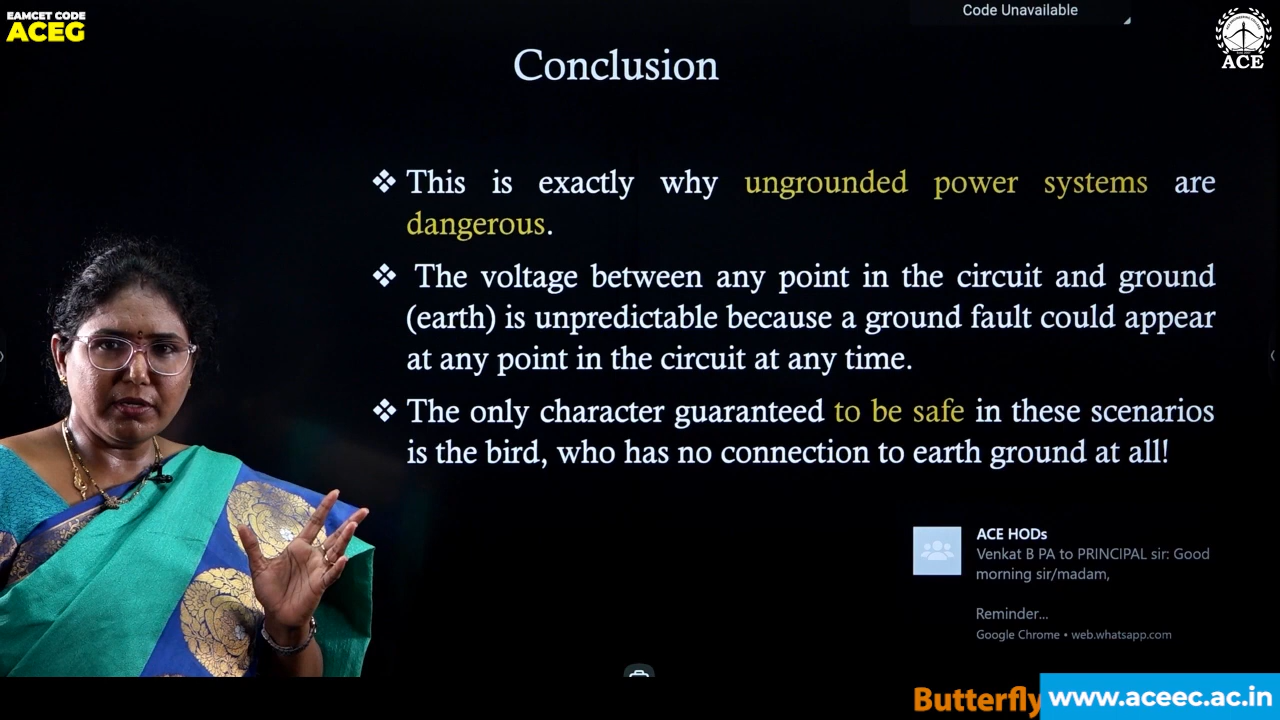 EAMCET CODE
ACEG
Code Unavailable
ACE
Conclusion
❖ This is exactly why ungrounded power systems are
dangerous.
❖ The voltage between any point in the circuit and ground
(earth) is unpredictable because a ground fault could appear
at any point in the circuit at any time.
❖ The only character guaranteed to be safe in these scenarios
is the bird, who has no connection to earth ground at all!
ACE HODs
Venkat B PA to PRINCIPAL sir: Good
morning sir/madam,
Reminder...
Google Chrome • web.whatsapp.com
Butterfly
www.aceec.ac.in